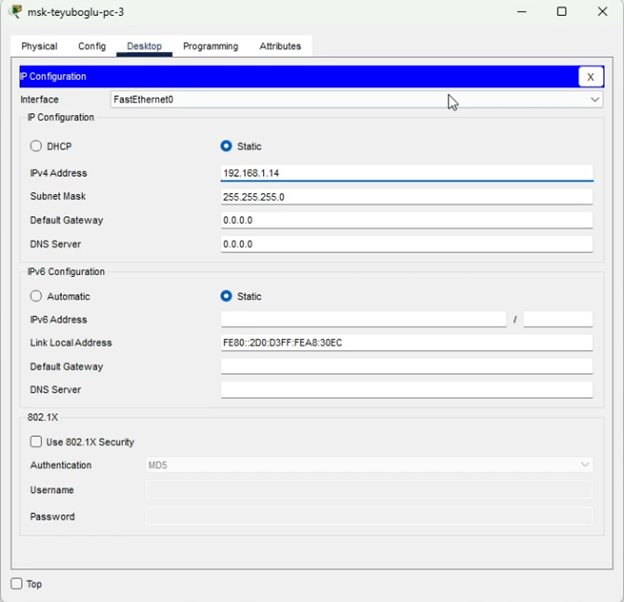 msk-teyuboglu-pc-3
Physical Config Desktop Programming Attributes
IP Configuration X
Interface FastEthernet0
IP Configuration
DHCP Static
IPv4 Address 192.168.1.14
Subnet Mask 255.255.255.0
Default Gateway 0.0.0.0
DNS Server 0.0.0.0
IPv6 Configuration
Automatic Static
IPv6 Address /
Link Local Address FE80::2D0:D3FF:FEA8:30EC
Default Gateway
DNS Server
802.1X
Use 802.1X Security
Authentication MD5
Username
Password
Top